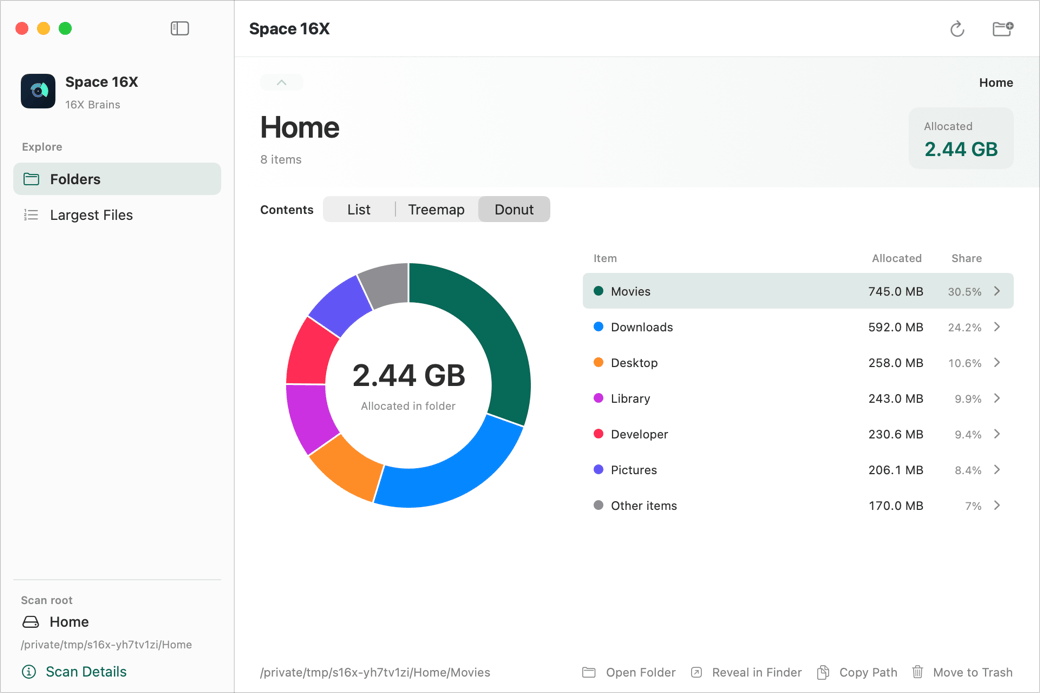 Space 16X
Space 16X
16X Brains
Explore
Folders
Largest Files
Scan root
Home
/private/tmp/s16x-yh7tv1zi/Home
Scan Details
Home
Home
8 items
Allocated
2.44 GB
Contents List Treemap Donut
2.44 GB
Allocated in folder
Item Allocated Share
Movies 745.0 MB 30.5%
Downloads 592.0 MB 24.2%
Desktop 258.0 MB 10.6%
Library 243.0 MB 9.9%
Developer 230.6 MB 9.4%
Pictures 206.1 MB 8.4%
Other items 170.0 MB 7%
/private/tmp/s16x-yh7tv1zi/Home/Movies Open Folder Reveal in Finder Copy Path Move to Trash